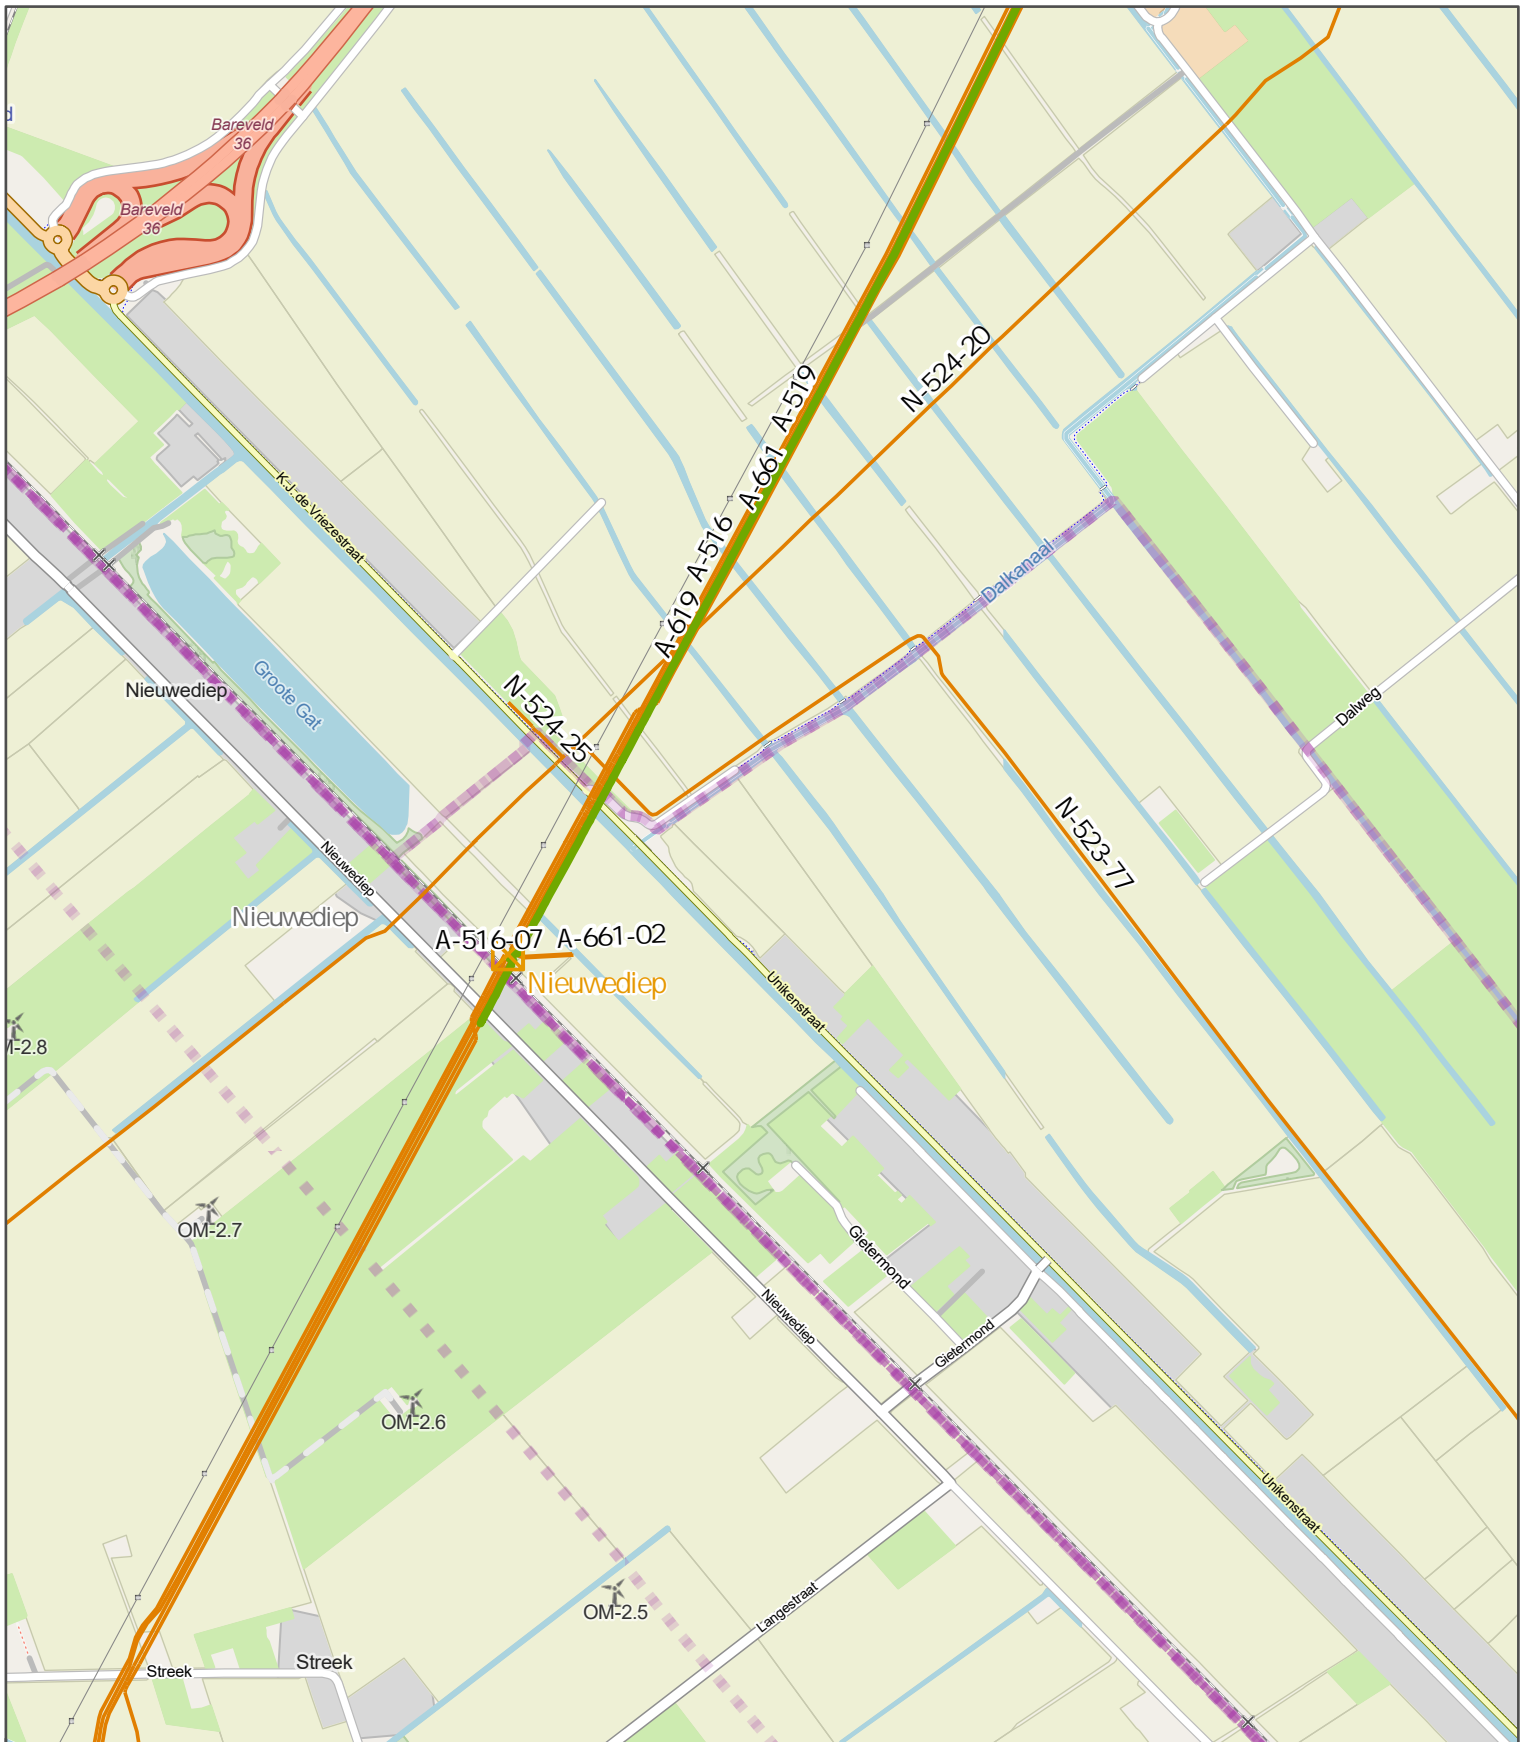 d
Bareveld
36
Bareveld
36
N-524-20
A-519
A-661
A-516
A-619
K.J. de Vriezestraat
Dalkanaal
Groote Gat
Nieuwediep
N-524-25
Dalweg
N-523-77
Nieuwediep
Nieuwediep
A-516-07
A-661-02
Nieuwediep
Unikenstraat
M-2.8
OM-2.7
Gietermond
Nieuwediep
Gietermond
OM-2.6
Unikenstraat
OM-2.5
Langestraat
Streek
Streek